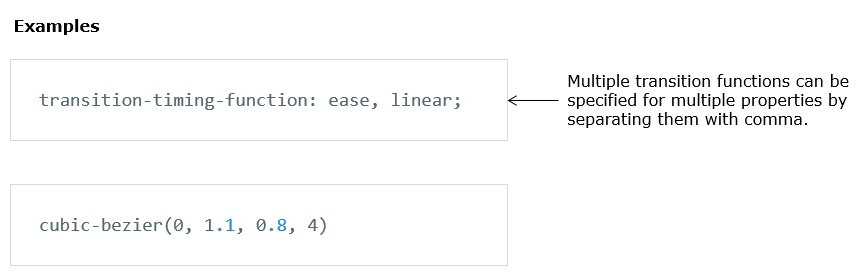 Examples
transition-timing-function: ease, linear;
Multiple transition functions can be
specified for multiple properties by
separating them with comma.
cubic-bezier(0, 1.1, 0.8, 4)